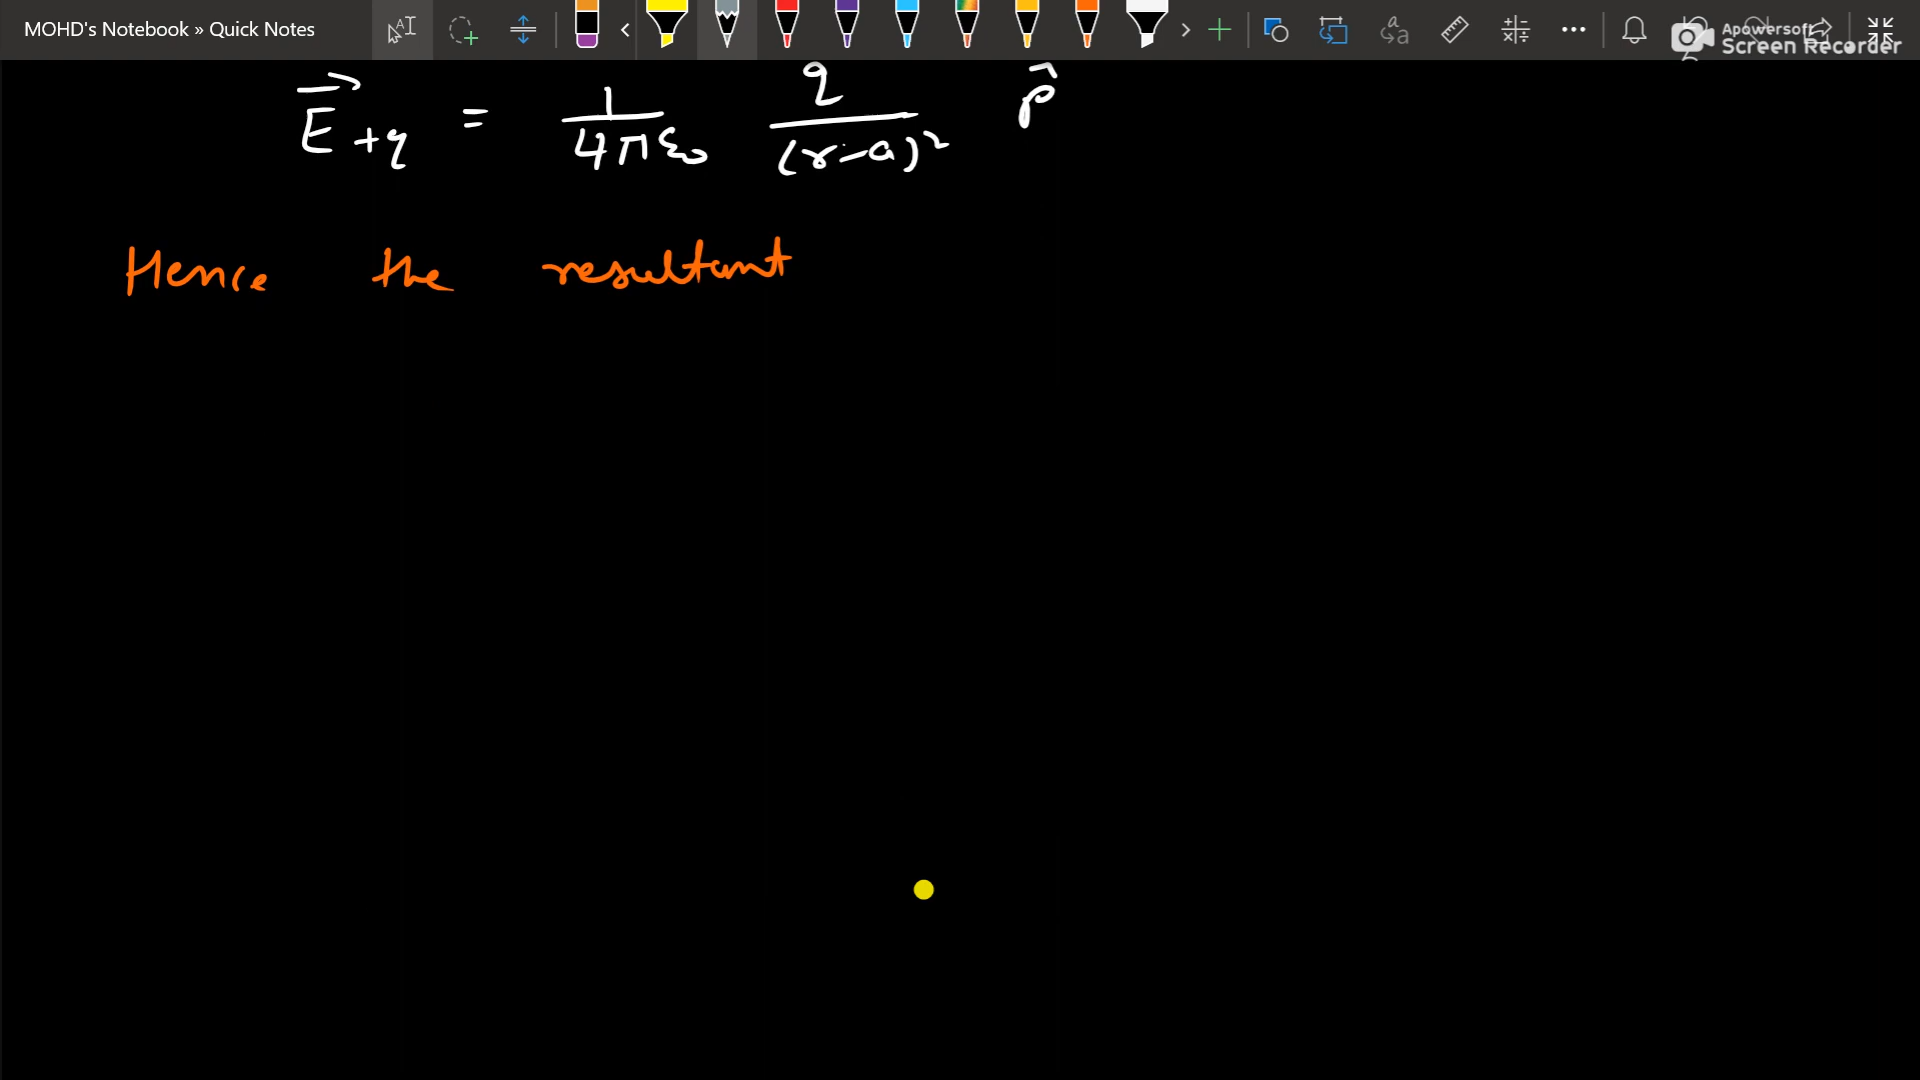 MOHD's Notebook » Quick Notes
Apowersoft
Screen Recorder
E⃗₊q = 1/4πε₀ q/(r-a)² p̂
Hence the resultant